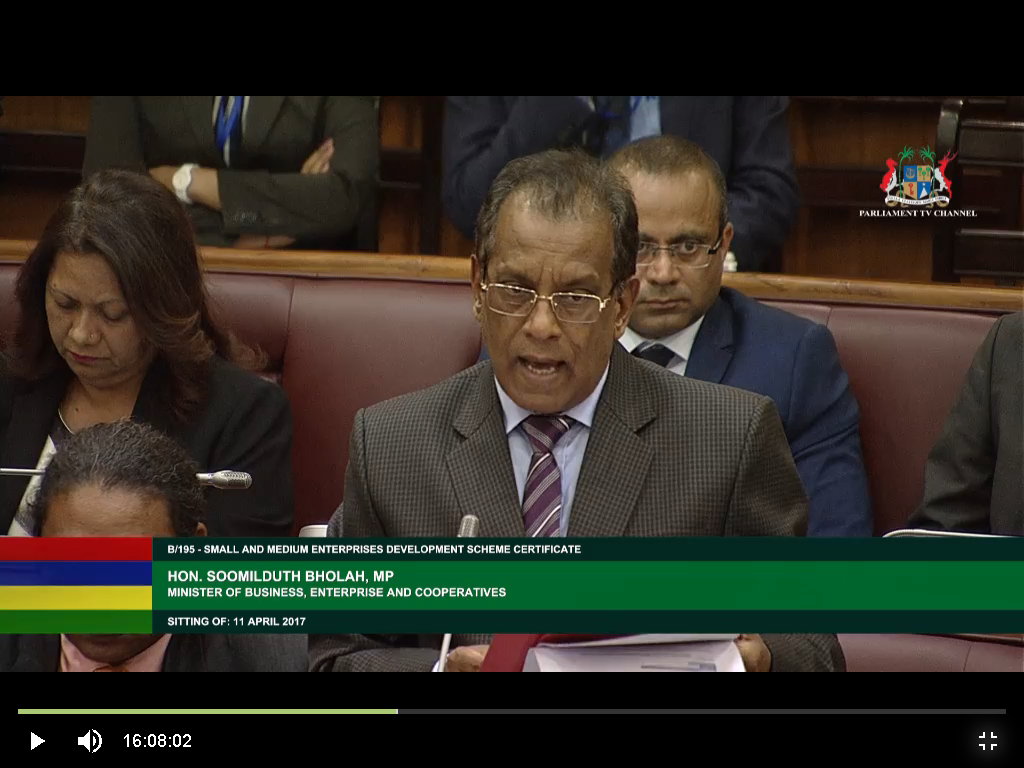 PARLIAMENT TV CHANNEL
B/195 - SMALL AND MEDIUM ENTERPRISES DEVELOPMENT SCHEME CERTIFICATE
HON. SOOMILDUTH BHOLAH, MP
MINISTER OF BUSINESS, ENTERPRISE AND COOPERATIVES
SITTING OF: 11 APRIL 2017
16:08:02